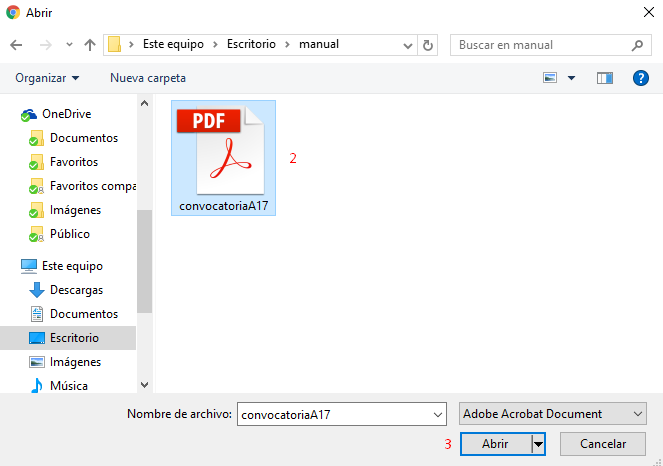 Abrir
Este equipo > Escritorio > manual
Buscar en manual
Organizar
Nueva carpeta
?
OneDrive
Documentos
Favoritos
Favoritos compa
Imágenes
Público
Este equipo
Descargas
Documentos
Escritorio
Imágenes
Música
PDF
2
convocatoriaA17
Nombre de archivo: convocatoriaA17
Adobe Acrobat Document
3 Abrir Cancelar